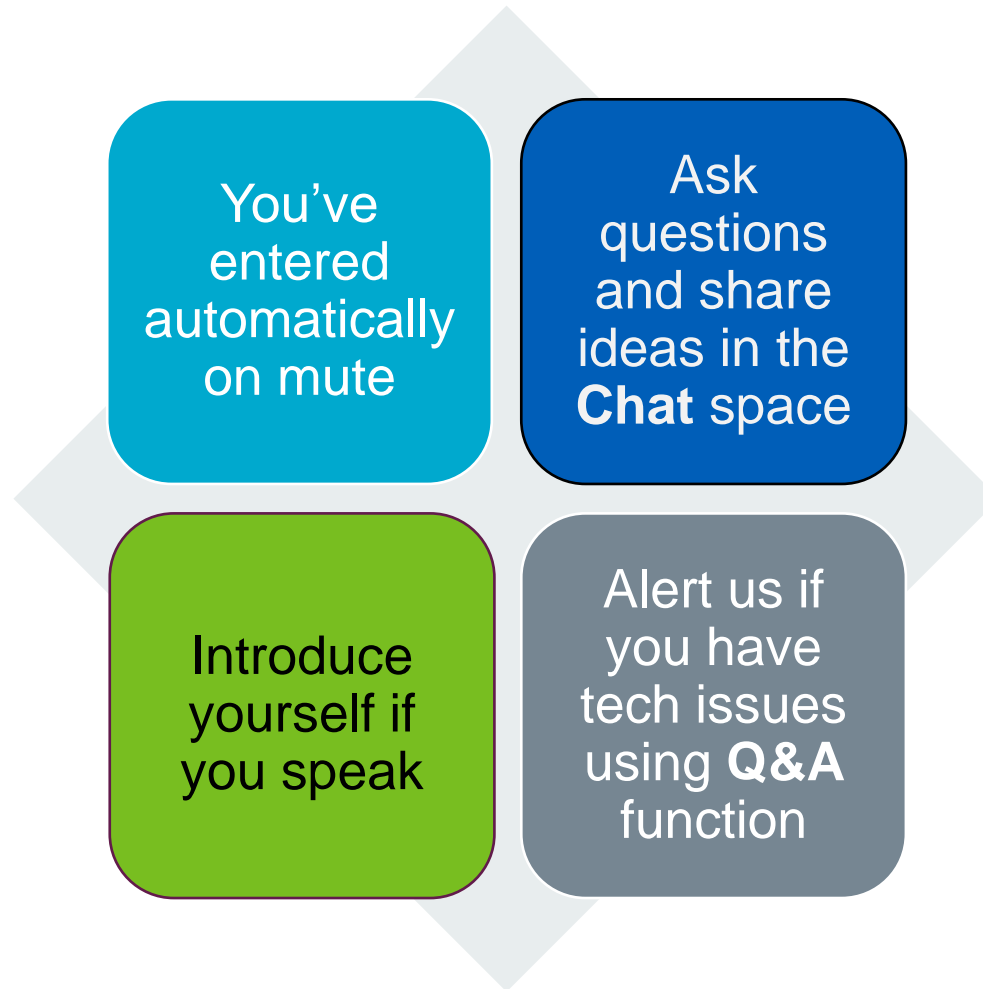 You’ve
entered
automatically
on mute
Ask
questions
and share
ideas in the
Chat space
Introduce
yourself if
you speak
Alert us if
you have
tech issues
using Q&A
function